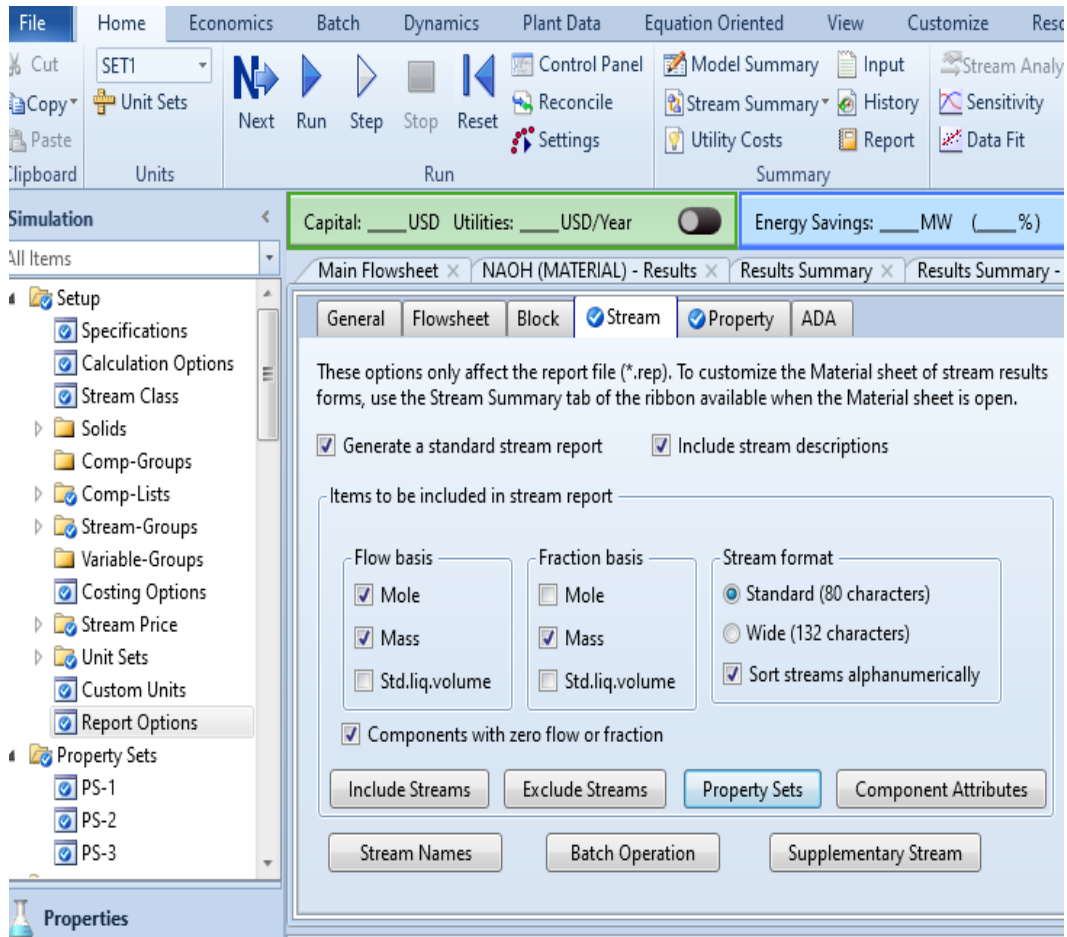 File Home Economics Batch Dynamics Plant Data Equation Oriented View Customize
Cut SET1 Control Panel Model Summary Input Stream Analy
Copy Unit Sets Next Run Step Stop Reset Reconcile Stream Summary History Sensitivity
Paste Settings Utility Costs Report Data Fit
Clipboard Units Run Summary
Simulation
Capital: ____USD Utilities: ____USD/Year Energy Savings: ____MW (____%)
All Items
Main Flowsheet NAOH (MATERIAL) - Results Results Summary Results Summary -
Setup
Specifications
Calculation Options
Stream Class
Solids
Comp-Groups
Comp-Lists
Stream-Groups
Variable-Groups
Costing Options
Stream Price
Unit Sets
Custom Units
Report Options
Property Sets
PS-1
PS-2
PS-3
Properties
General Flowsheet Block Stream Property ADA
These options only affect the report file (*.rep). To customize the Material sheet of stream results
forms, use the Stream Summary tab of the ribbon available when the Material sheet is open.
Generate a standard stream report Include stream descriptions
Items to be included in stream report
Flow basis Fraction basis Stream format
Mole Mole Standard (80 characters)
Mass Mass Wide (132 characters)
Std.liq.volume Std.liq.volume Sort streams alphanumerically
Components with zero flow or fraction
Include Streams Exclude Streams Property Sets Component Attributes
Stream Names Batch Operation Supplementary Stream